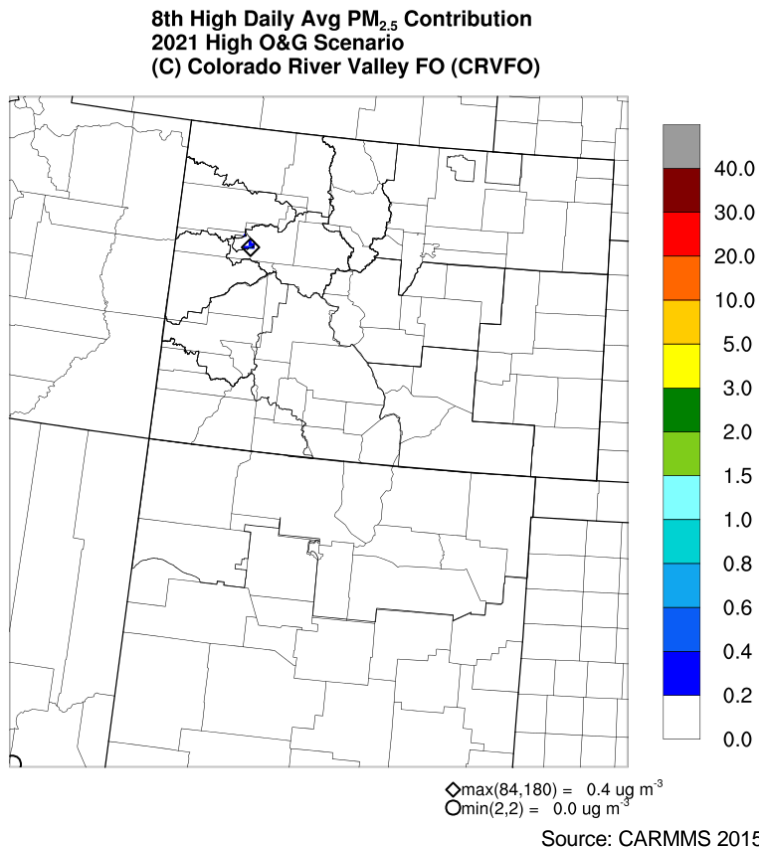 8th High Daily Avg PM2.5 Contribution
2021 High O&G Scenario
(C) Colorado River Valley FO (CRVFO)
40.0
30.0
20.0
10.0
5.0
3.0
2.0
1.5
1.0
0.8
0.6
0.4
0.2
0.0
max(84,180) = 0.4 ug m-3
min(2,2) = 0.0 ug m-3
Source: CARMMS 2015